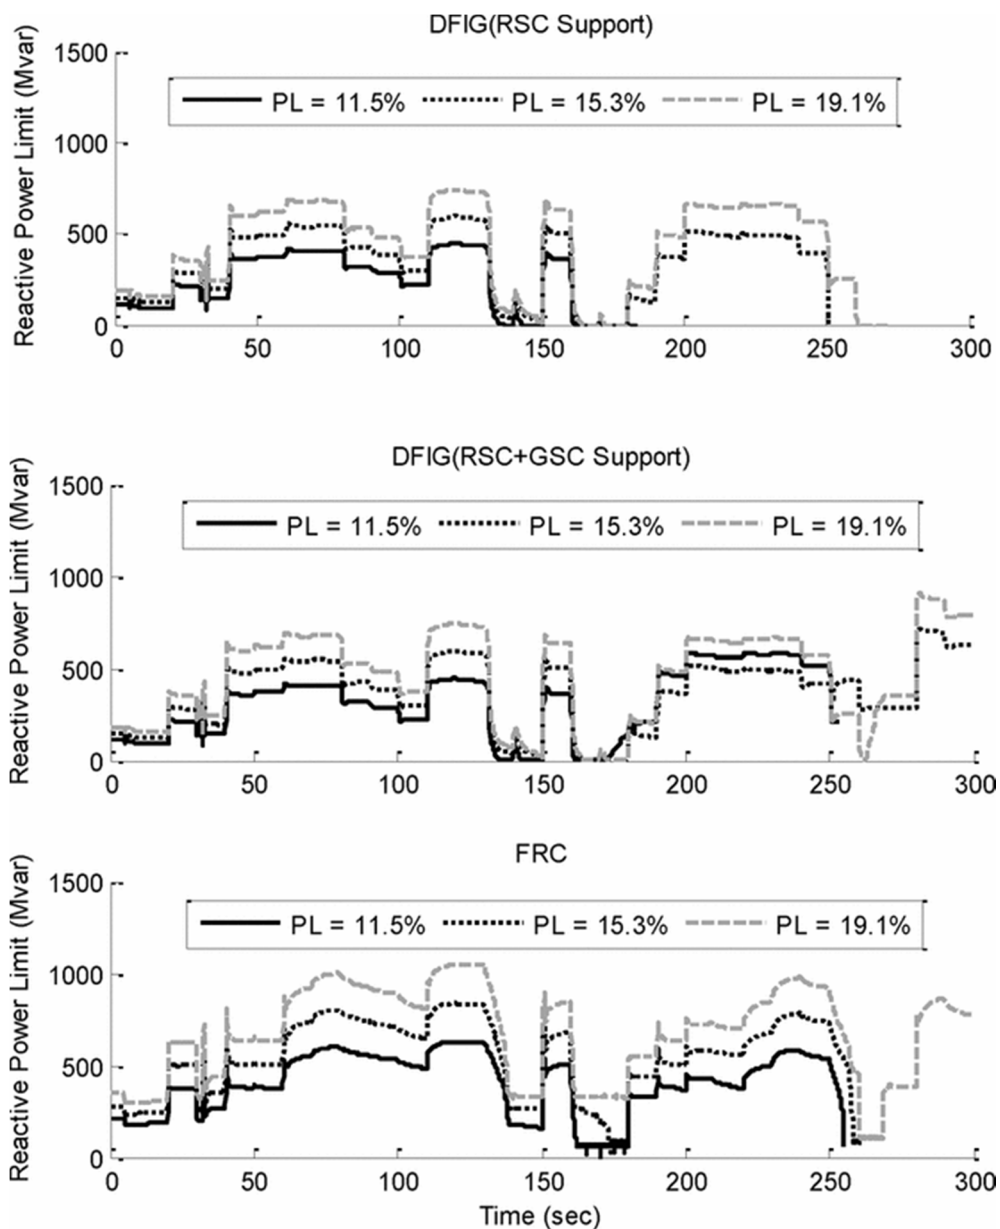 DFIG(RSC Support)
Reactive Power Limit (Mvar)
1500
1000
500
0
PL = 11.5% PL = 15.3% PL = 19.1%
0 50 100 150 200 250 300
DFIG(RSC+GSC Support)
Reactive Power Limit (Mvar)
1500
1000
500
0
PL = 11.5% PL = 15.3% PL = 19.1%
0 50 100 150 200 250 300
FRC
Reactive Power Limit (Mvar)
1500
1000
500
0
PL = 11.5% PL = 15.3% PL = 19.1%
0 50 100 150 200 250 300
Time (sec)